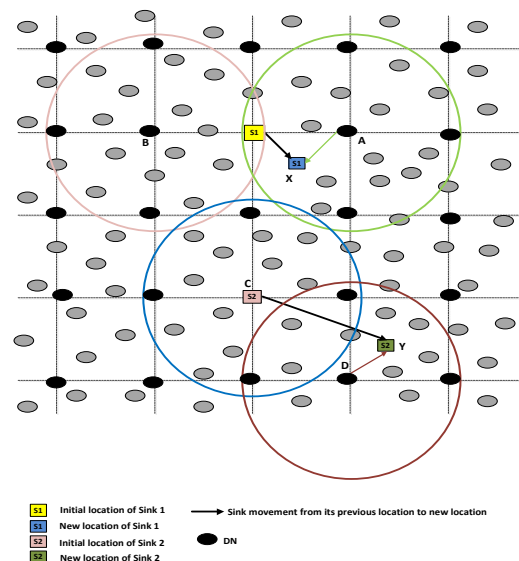 B
S1
A
S1
X
C
S2
S2
Y
D
S1 Initial location of Sink 1
Sink movement from its previous location to new location
S1 New location of Sink 1
S2 Initial location of Sink 2
DN
S2 New location of Sink 2